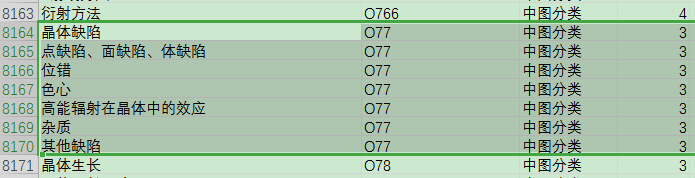 8163 衍射方法 O766 中图分类 4
8164 晶体缺陷 O77 中图分类 3
8165 点缺陷、面缺陷、体缺陷 O77 中图分类 3
8166 位错 O77 中图分类 3
8167 色心 O77 中图分类 3
8168 高能辐射在晶体中的效应 O77 中图分类 3
8169 杂质 O77 中图分类 3
8170 其他缺陷 O77 中图分类 3
8171 晶体生长 O78 中图分类 3